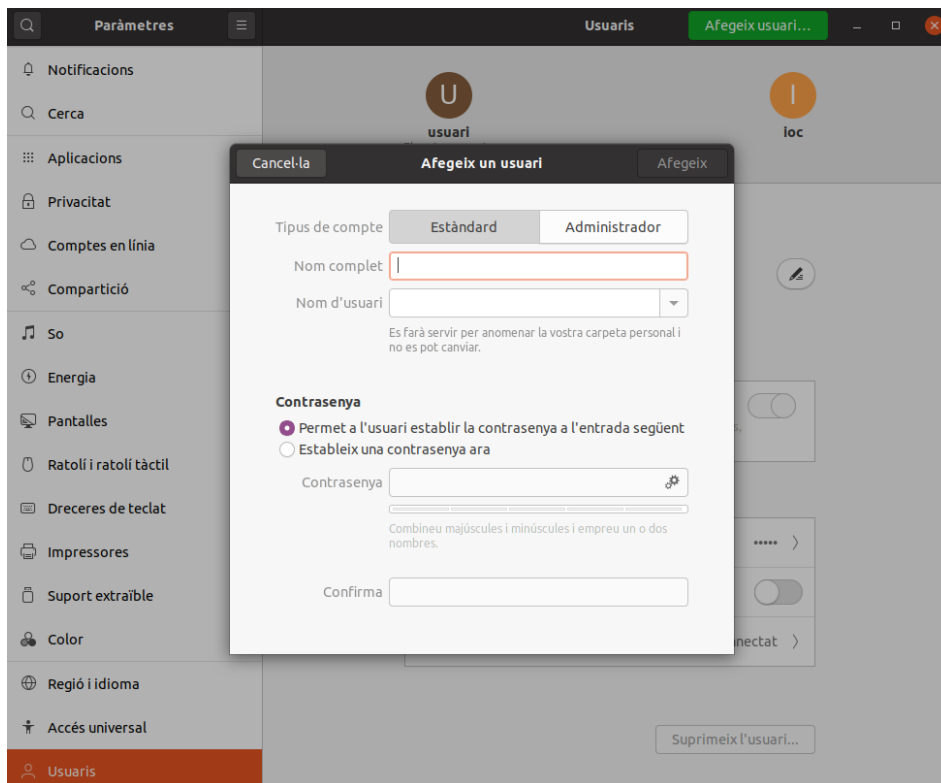 Paràmetres
Usuaris
Afegeix usuari...
Notificacions
Cerca
Aplicacions
Privacitat
Comptes en línia
Compartició
So
Energia
Pantalles
Ratolí i ratolí tàctil
Dreceres de teclat
Impressores
Suport extraïble
Color
Regió i idioma
Accés universal
Usuaris
U
usuari
I
ioc
Cancel·la
Afegeix un usuari
Afegeix
Tipus de compte
Estàndard
Administrador
Nom complet
Nom d'usuari
Es farà servir per anomenar la vostra carpeta personal i
no es pot canviar.
Contrasenya
Permet a l'usuari establir la contrasenya a l'entrada següent
Estableix una contrasenya ara
Contrasenya
Combineu majúscules i minúscules i empreu un o dos
nombres.
Confirma
•••••
Suprimeix l'usuari...